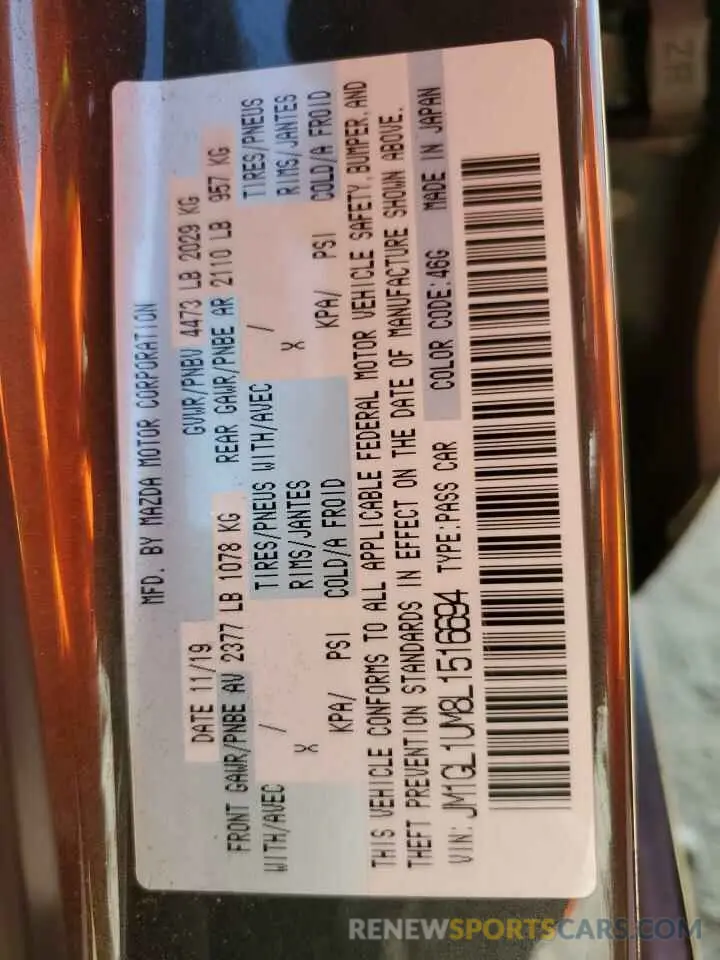 MFD. BY MAZDA MOTOR CORPORATION
DATE 11/19 GVWR/PNBV 4473 LB 2029 KG
FRONT GAWR/PNBE AV 2377 LB 1078 KG REAR GAWR/PNBE AR 2110 LB 957 KG
WITH/AVEC / TIRES/PNEUS WITH/AVEC / TIRES/PNEUS
X RIMS/JANTES X RIMS/JANTES
KPA/ PSI COLD/A FROID KPA/ PSI COLD/A FROID
THIS VEHICLE CONFORMS TO ALL APPLICABLE FEDERAL MOTOR VEHICLE SAFETY, BUMPER, AND
THEFT PREVENTION STANDARDS IN EFFECT ON THE DATE OF MANUFACTURE SHOWN ABOVE.
VIN: JM1GL1UM8L1516694 TYPE:PASS CAR COLOR CODE:46G MADE IN JAPAN
RENEWSPORTSCARS.COM